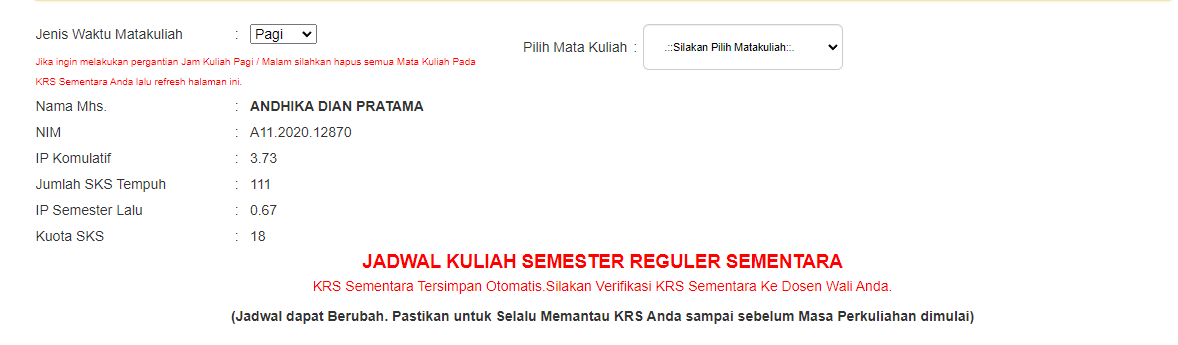 Jenis Waktu Matakuliah : Pagi
Pilih Mata Kuliah : .::Silakan Pilih Matakuliah::.
Jika ingin melakukan pergantian Jam Kuliah Pagi / Malam silahkan hapus semua Mata Kuliah Pada
KRS Sementara Anda lalu refresh halaman ini.
Nama Mhs. : ANDHIKA DIAN PRATAMA
NIM : A11.2020.12870
IP Komulatif : 3.73
Jumlah SKS Tempuh : 111
IP Semester Lalu : 0.67
Kuota SKS : 18
JADWAL KULIAH SEMESTER REGULER SEMENTARA
KRS Sementara Tersimpan Otomatis.Silakan Verifikasi KRS Sementara Ke Dosen Wali Anda.
(Jadwal dapat Berubah. Pastikan untuk Selalu Memantau KRS Anda sampai sebelum Masa Perkuliahan dimulai)